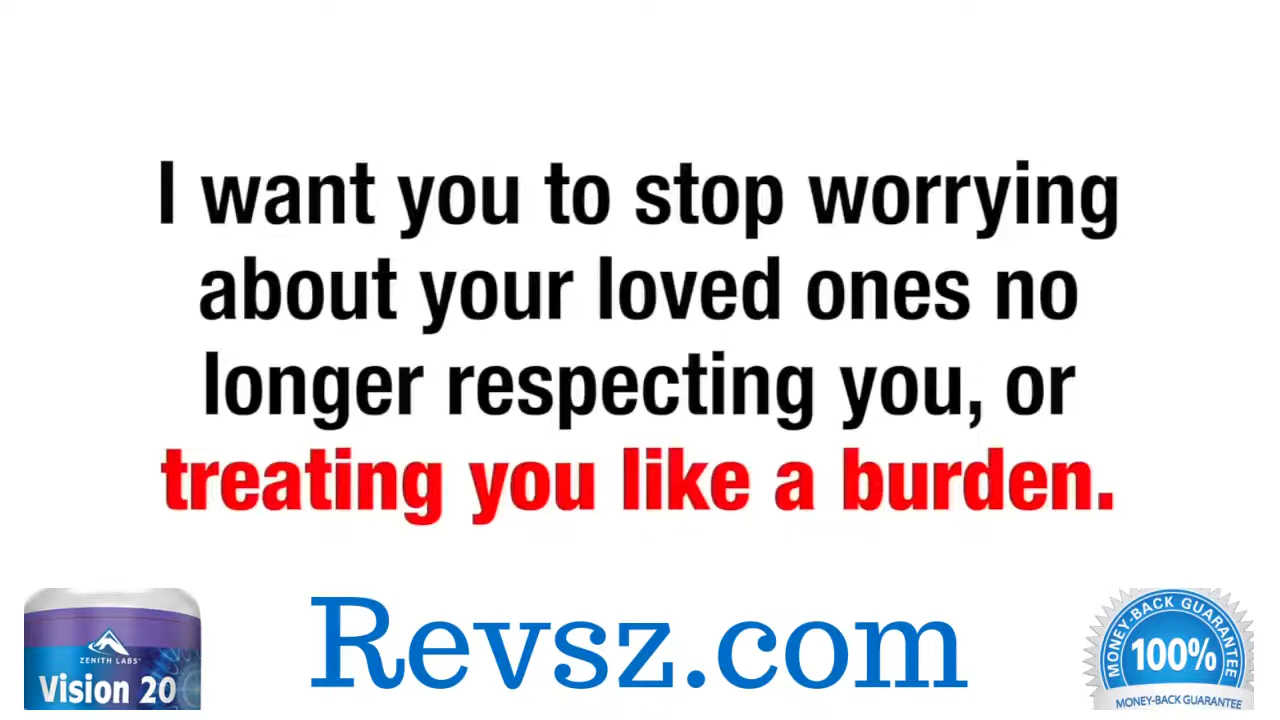 I want you to stop worrying
about your loved ones no
longer respecting you, or
treating you like a burden.
ZENITH LABS™
Vision 20
Revsz.com
MONEY-BACK GUARANTEE
100%
MONEY-BACK GUARANTEE